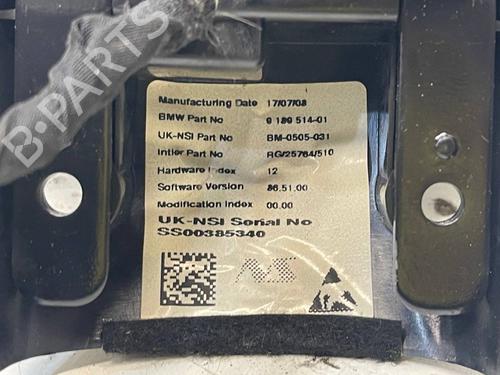 B-PARTS
Manufacturing Date 17/07/08
BMW Part No 9 189 514-01
UK-NSI Part No BM-0505-031
Intier Part No RG/25764/510
Hardware Index 12
Software Version 86.51.00
Modification Index 00.00
UK-NSI Serial No
SS00385340